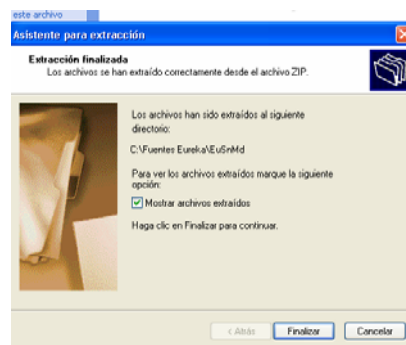 este archivo
Asistente para extracción
Extracción finalizada
Los archivos se han extraído correctamente desde el archivo ZIP.
Los archivos han sido extraídos al siguiente
directorio:
C:\Fuentes Eureka\EuSnMd
Para ver los archivos extraídos marque la siguiente
opción:
Mostrar archivos extraídos
Haga clic en Finalizar para continuar.
< Atrás
Finalizar
Cancelar